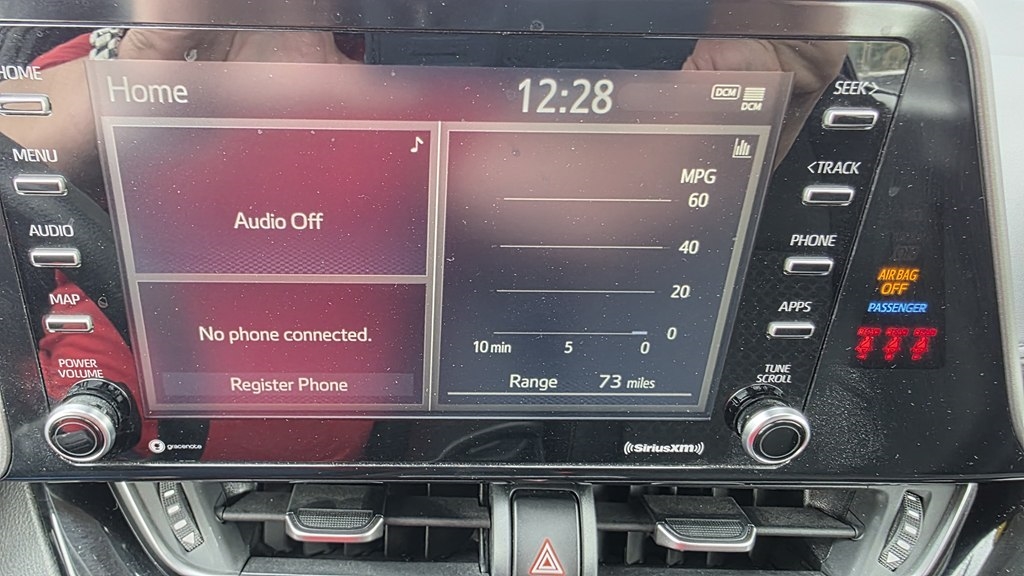 HOME
Home
12:28
DCM
DCM
SEEK>
MENU
<TRACK
MPG
60
AUDIO
Audio Off
40
PHONE
AIR BAG
OFF
20
MAP
APPS
PASSENGER
No phone connected.
0
10 min 5 0
POWER
VOLUME
Register Phone
Range 73 miles
TUNE
SCROLL
gracenote
((SiriusXM))